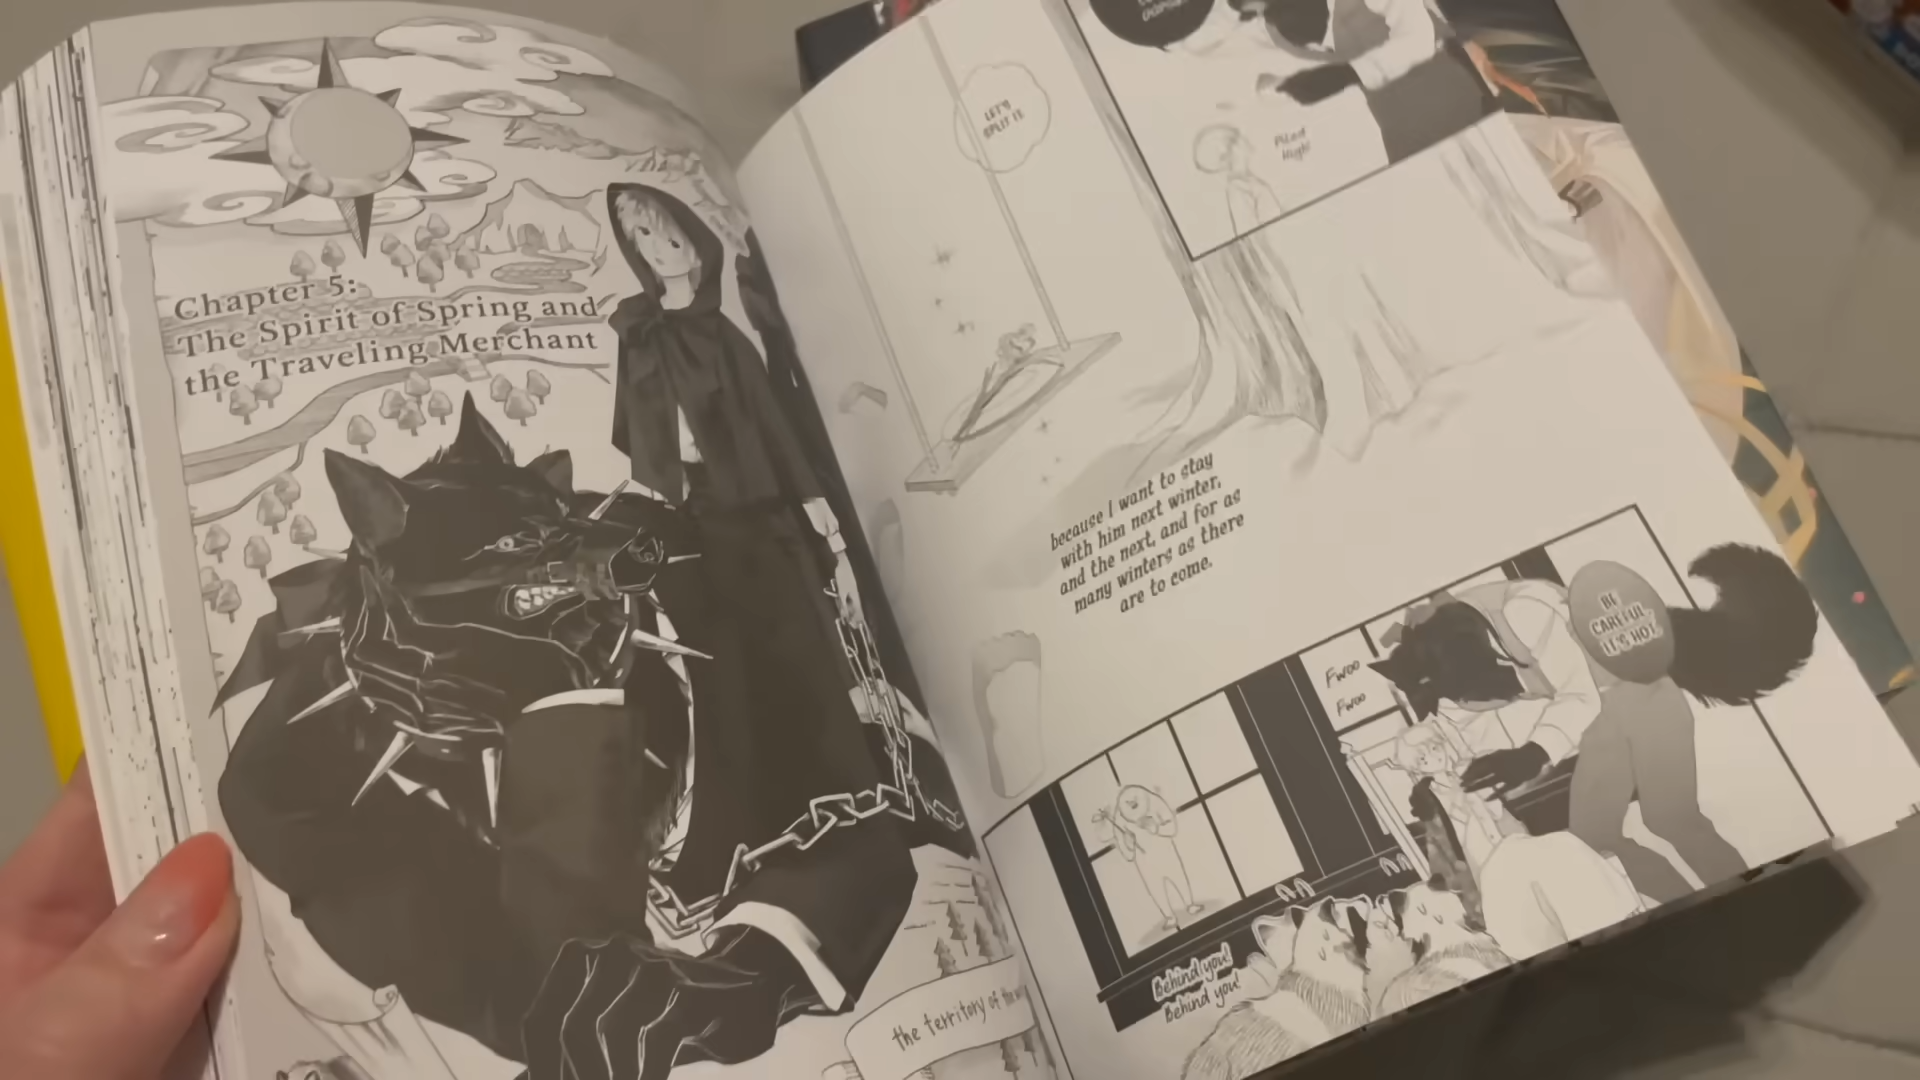 Chapter 5:
The Spirit of Spring and
the Traveling Merchant
the territory of the
LET'S
SPLIT IT.
because I want to stay
with him next winter,
and the next, and for as
many winters as there
are to come.
BE
CAREFUL,
IT'S HOT.
Fwoo
Fwoo
Behind you!
Behind you!